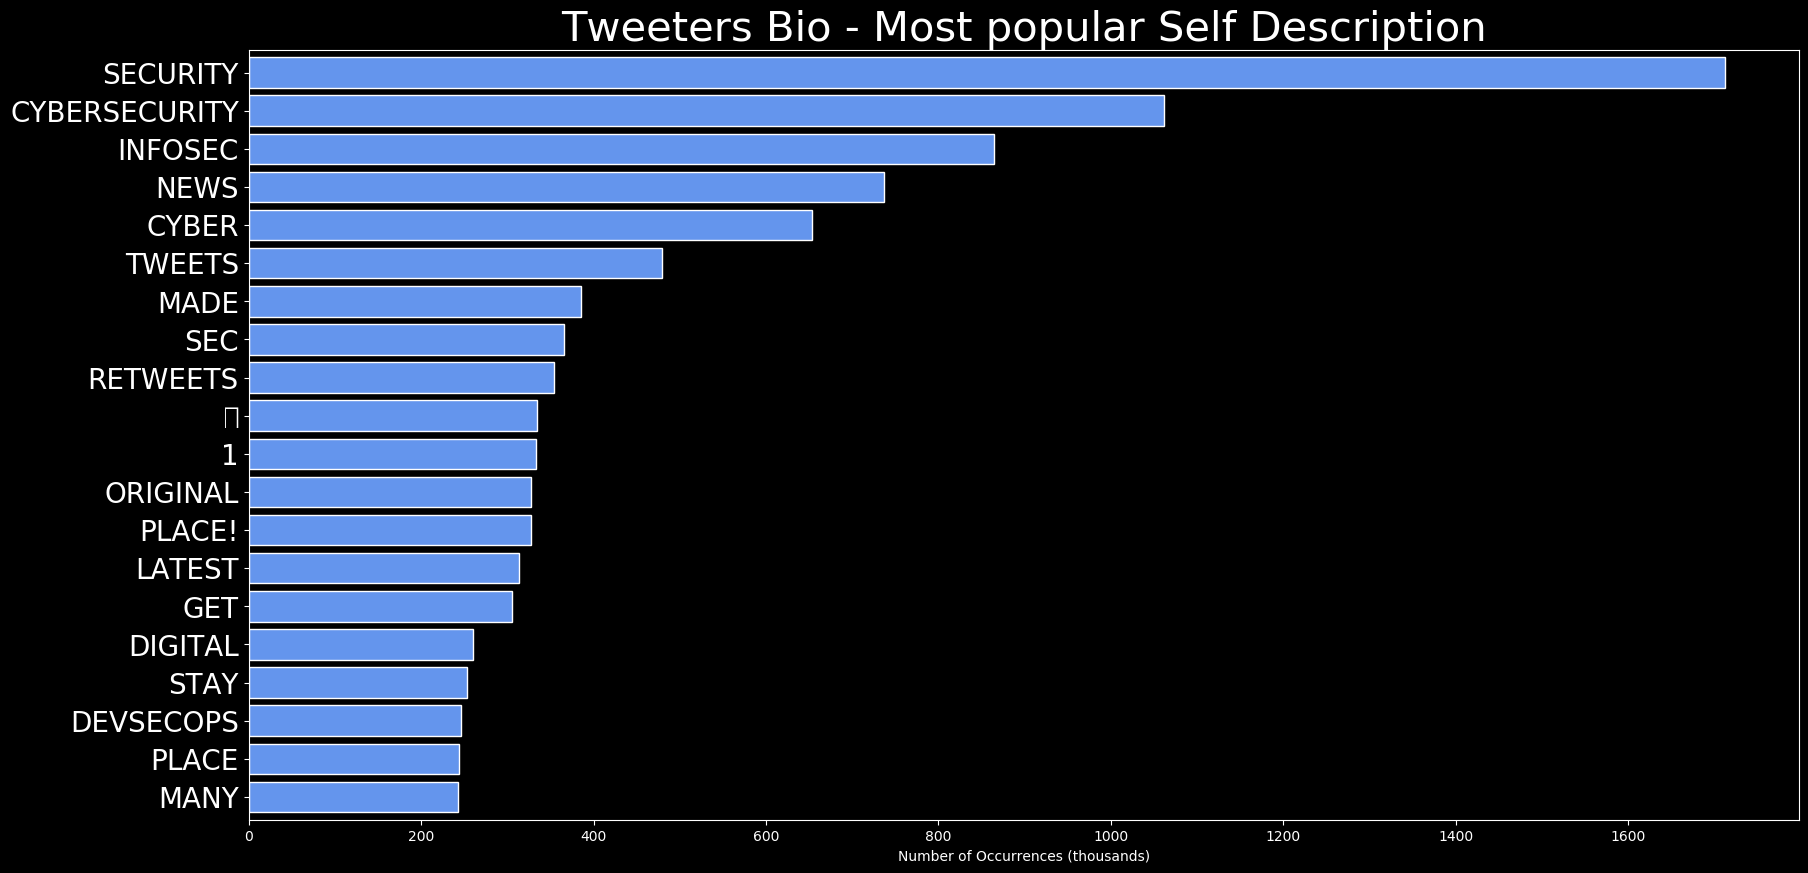 Tweeters Bio - Most popular Self Description
SECURITY
CYBERSECURITY
INFOSEC
NEWS
CYBER
TWEETS
MADE
SEC
RETWEETS
1
ORIGINAL
PLACE!
LATEST
GET
DIGITAL
STAY
DEVSECOPS
PLACE
MANY
0 200 400 600 800 1000 1200 1400 1600
Number of Occurrences (thousands)